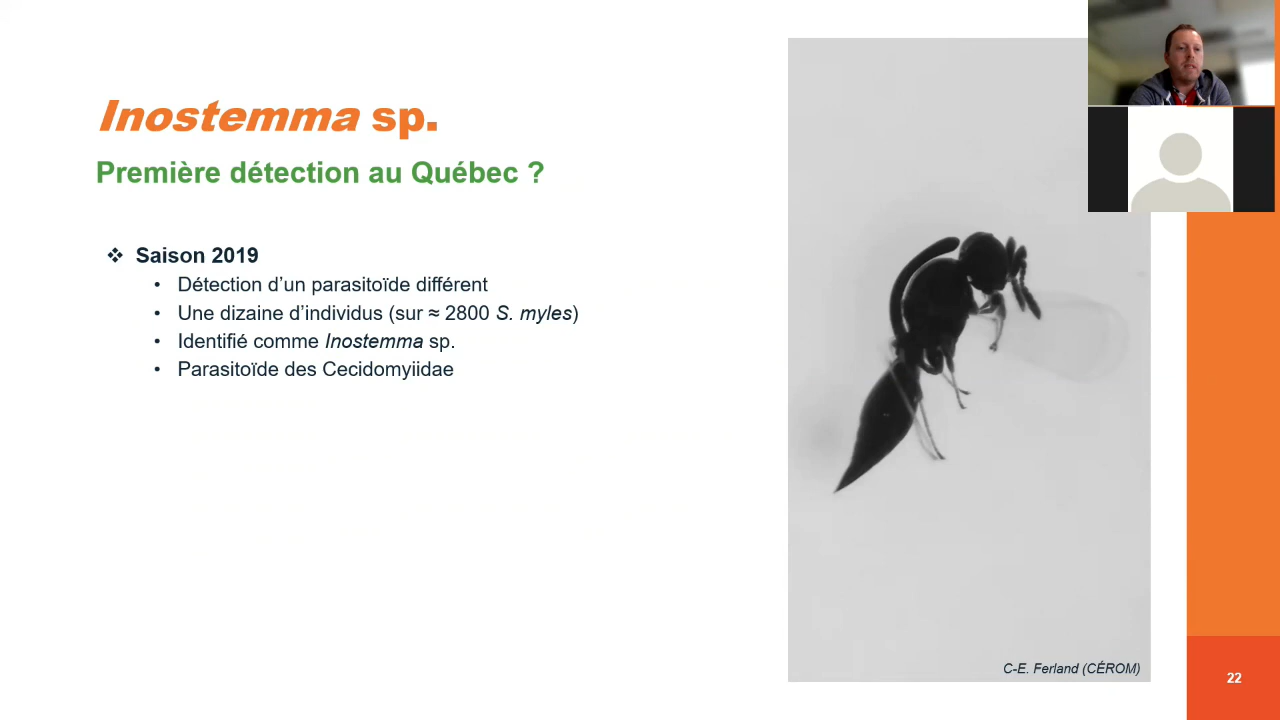 Inostemma sp.
Première détection au Québec ?
❖ Saison 2019
• Détection d’un parasitoïde différent
• Une dizaine d’individus (sur ≈ 2800 S. myles)
• Identifié comme Inostemma sp.
• Parasitoïde des Cecidomyiidae
C-E. Ferland (CÉROM)
22